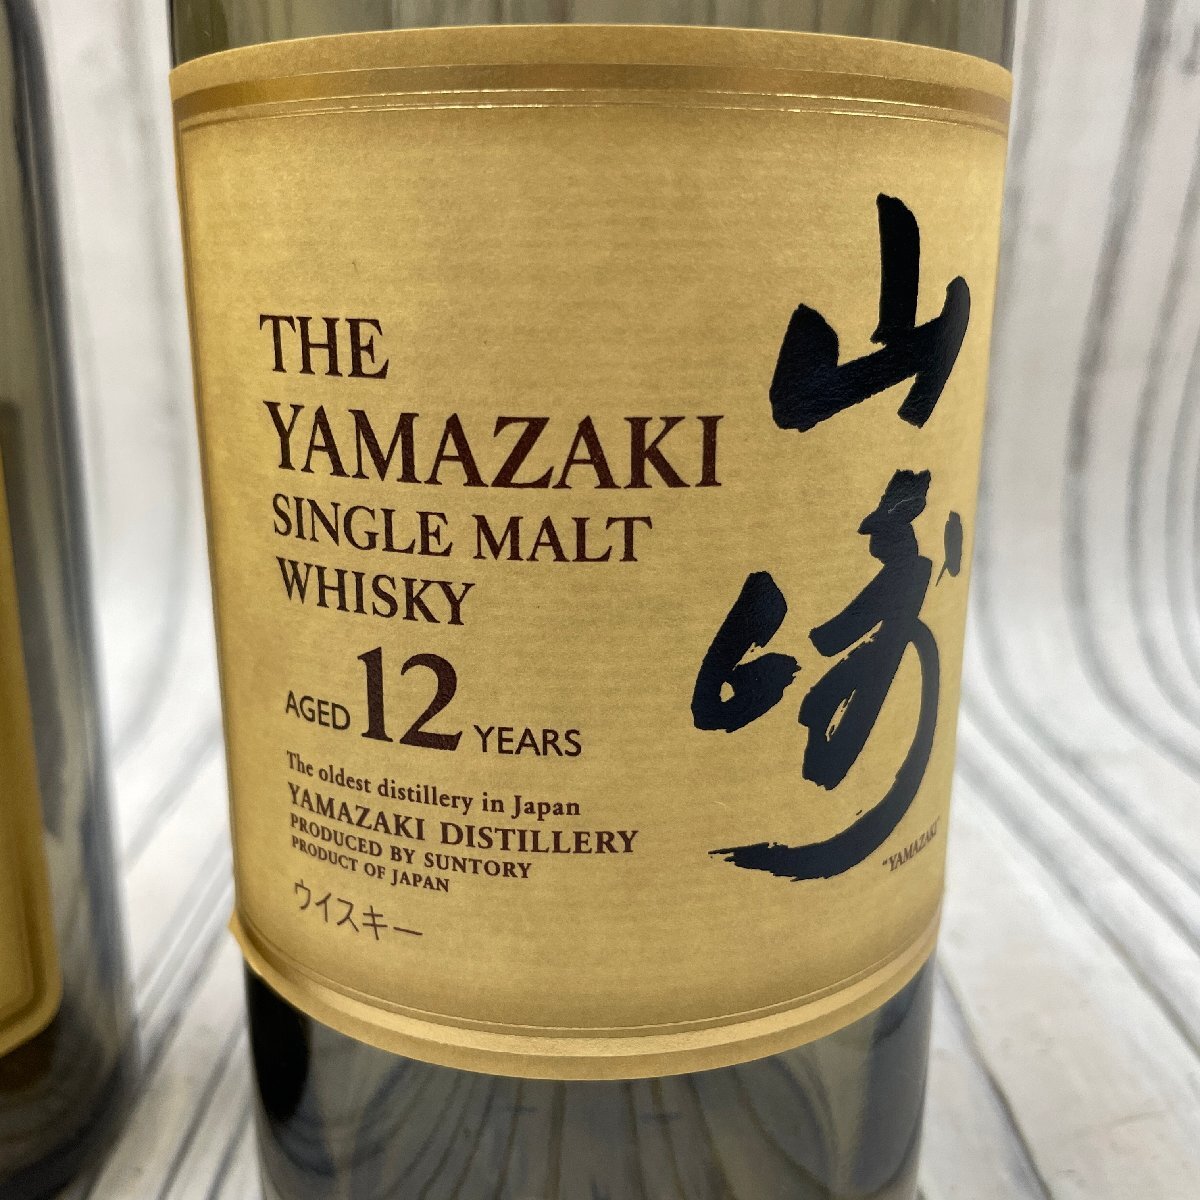 THE
YAMAZAKI
SINGLE MALT
WHISKY
AGED 12 YEARS
The oldest distillery in Japan
YAMAZAKI DISTILLERY
PRODUCED BY SUNTORY
PRODUCT OF JAPAN
ウイスキー
山崎
"YAMAZAKI"